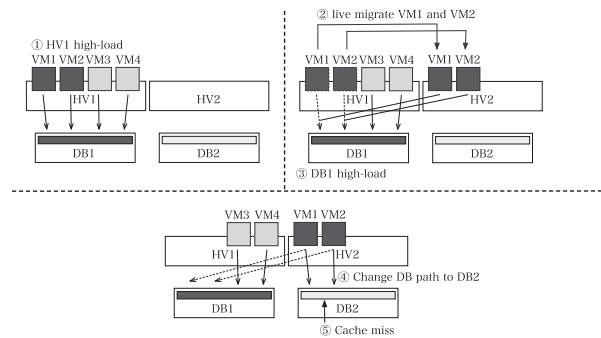 ① HV1 high-load
VM1 VM2 VM3 VM4
HV1
HV2
DB1
DB2
② live migrate VM1 and VM2
VM1 VM2 VM3 VM4
VM1 VM2
HV1
HV2
DB1
DB2
③ DB1 high-load
VM3 VM4
VM1 VM2
HV1
HV2
④ Change DB path to DB2
DB1
DB2
⑤ Cache miss